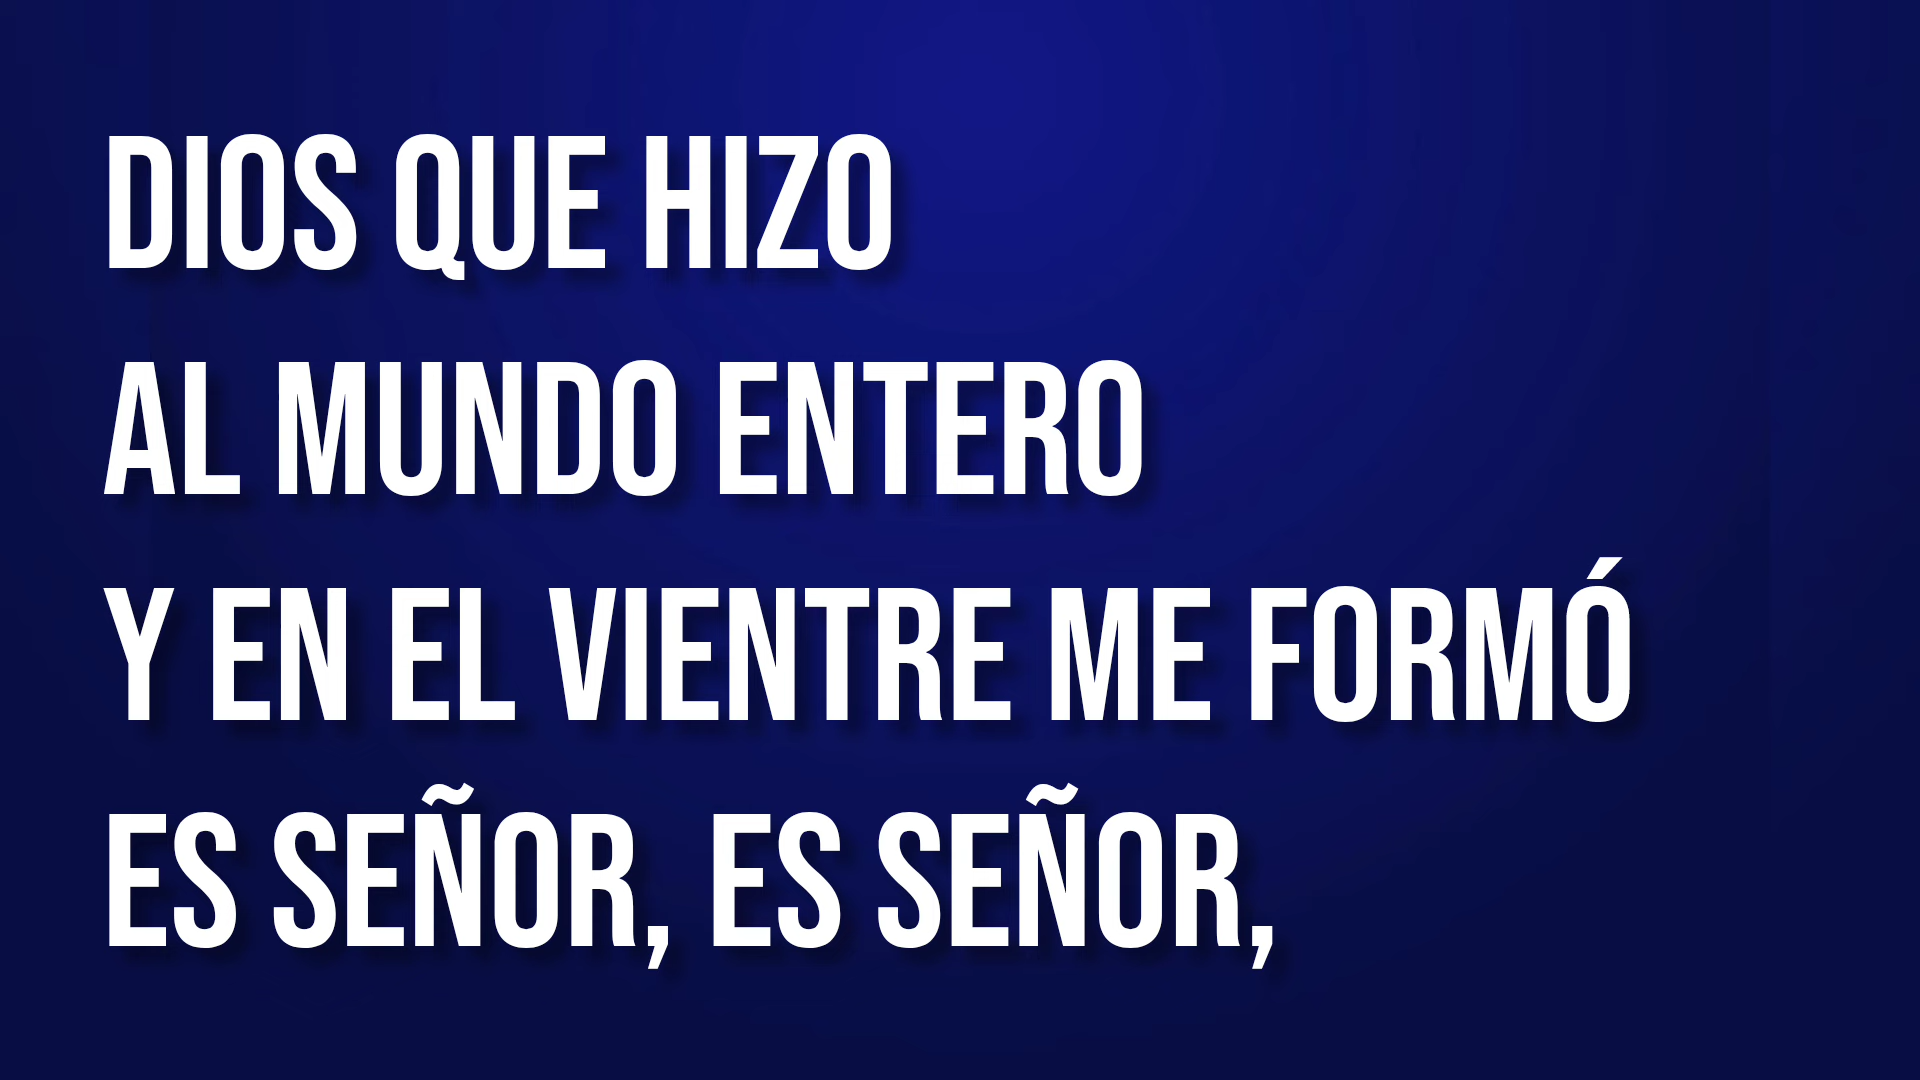 DIOS QUE HIZO
AL MUNDO ENTERO
Y EN EL VIENTRE ME FORMÓ
ES SEÑOR, ES SEÑOR,